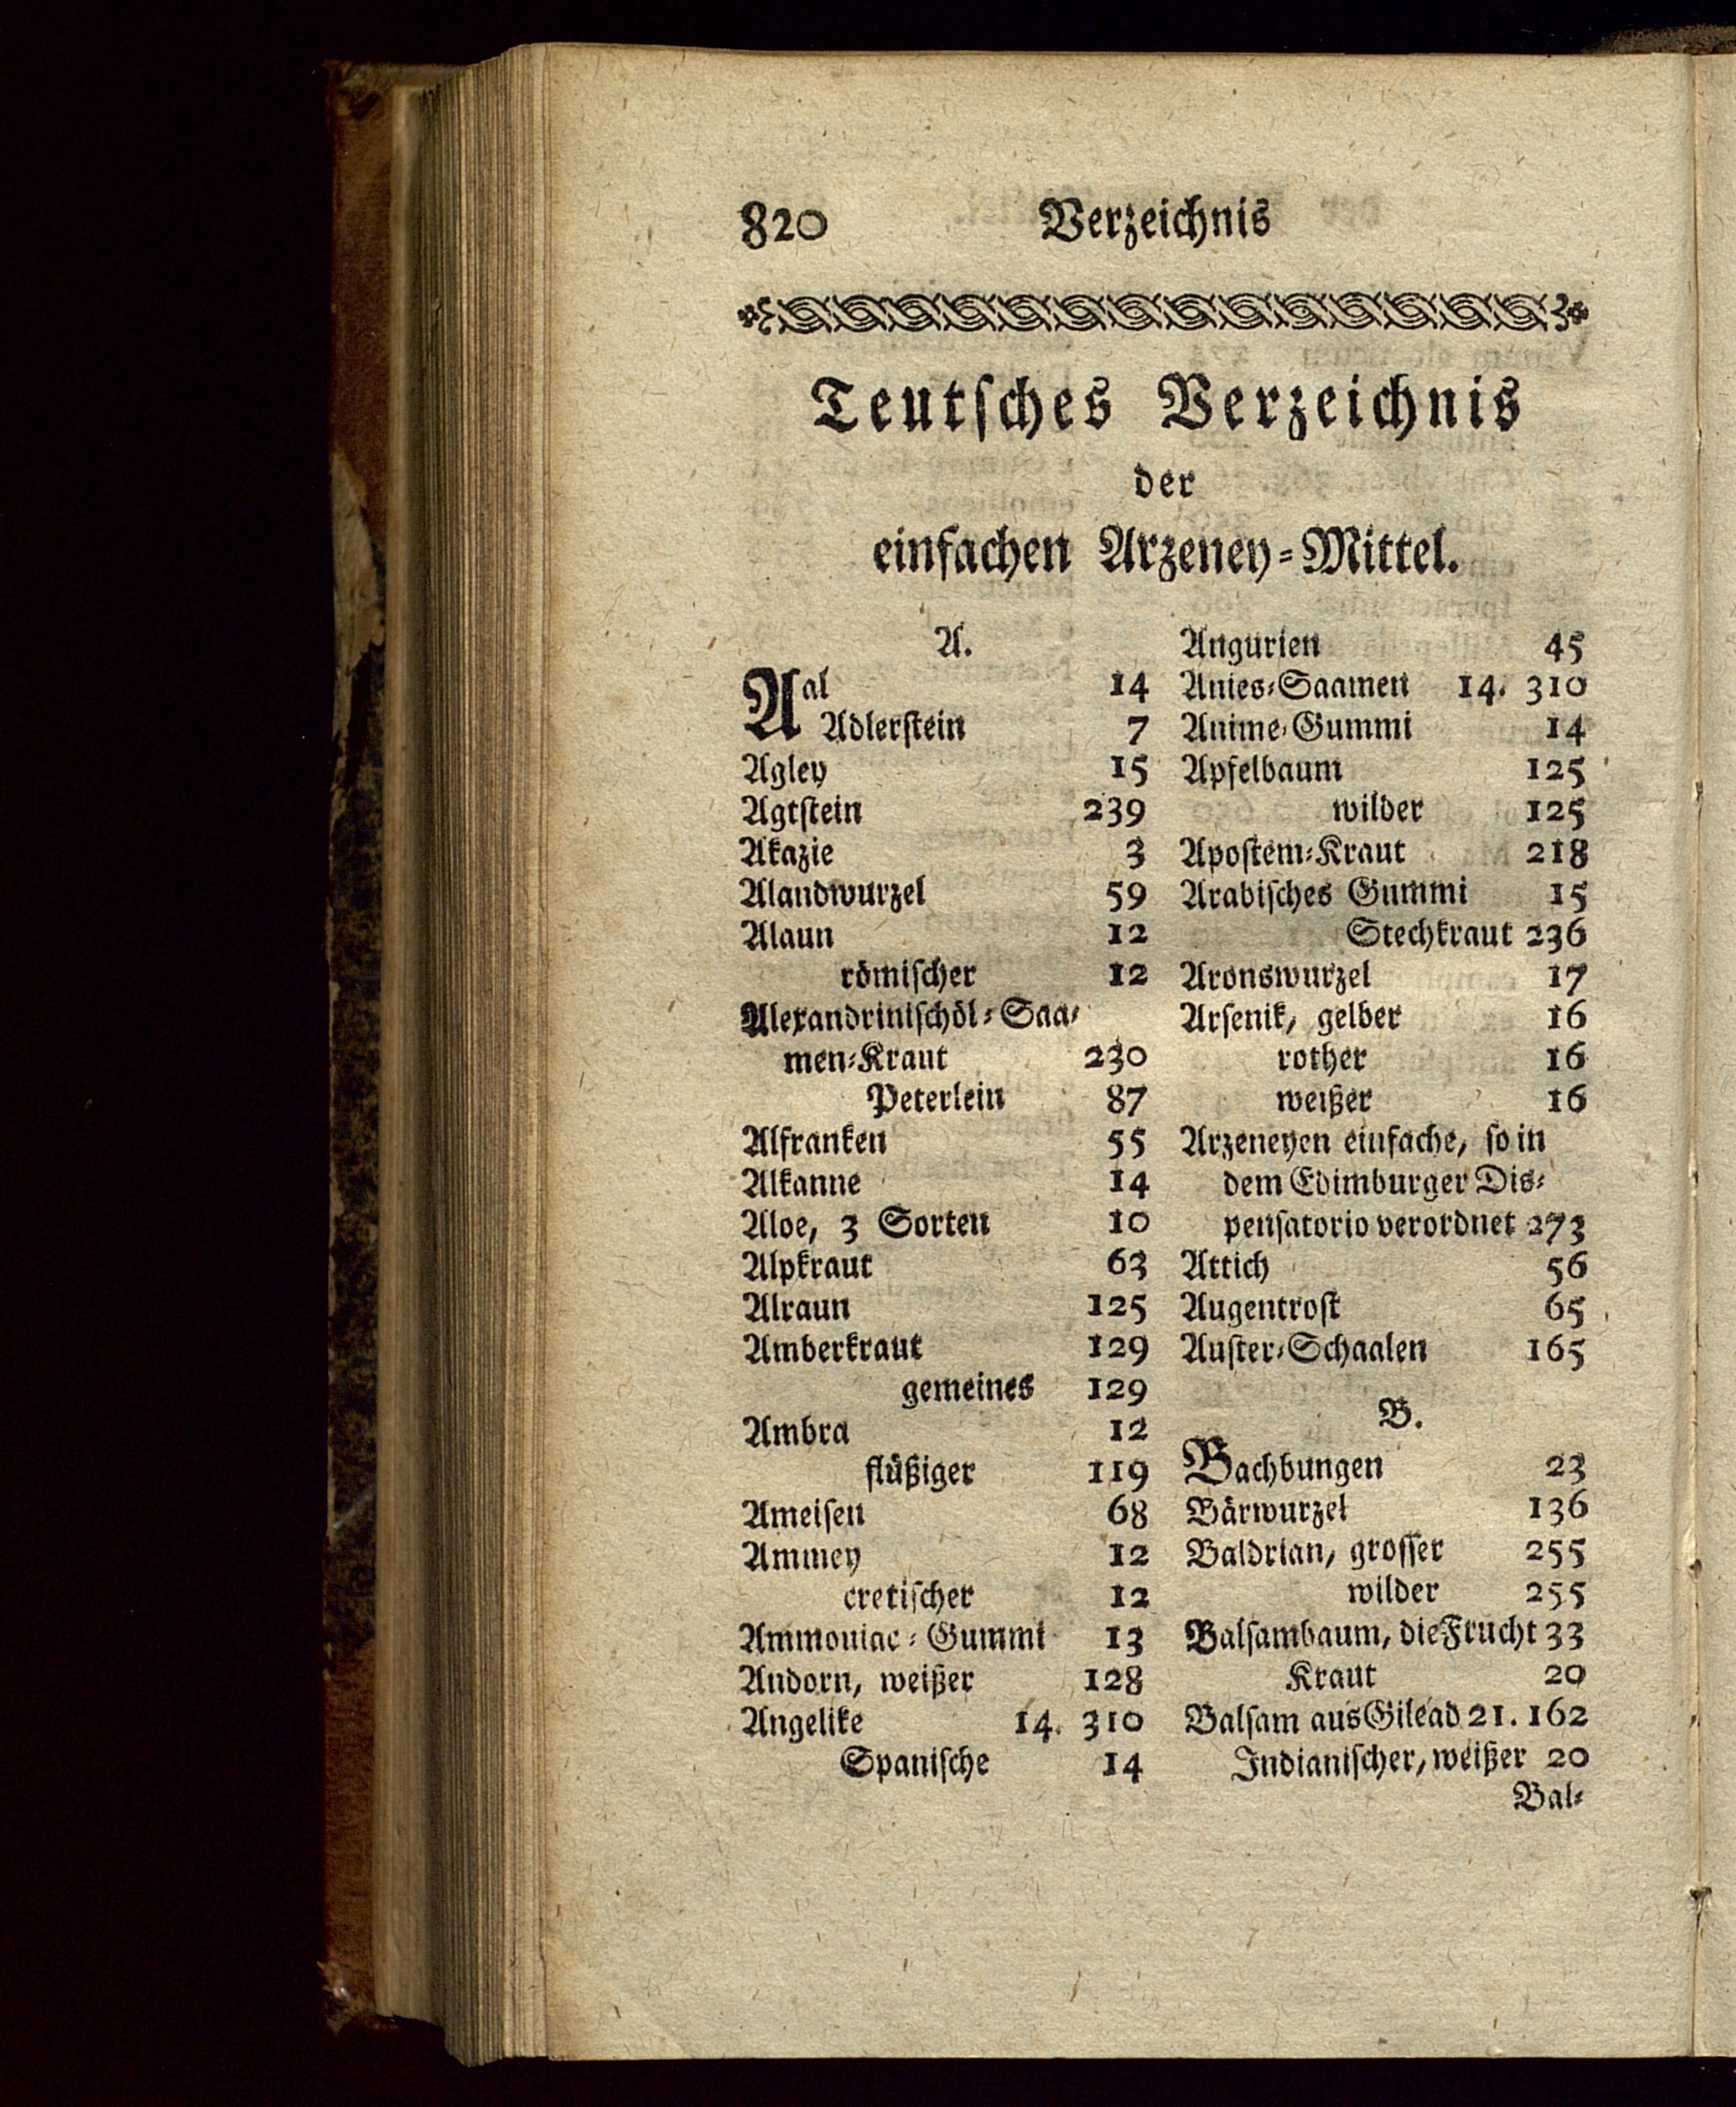 820 Verzeichnis
Teutsches Verzeichnis
der
einfachen Arzeney-Mittel.
A.
Aal 14
Adlerstein 7
Agley 15
Agtstein 239
Akazie 3
Alandwurzel 59
Alaun 12
römischer 12
Alexandrinischöl-Saa-
men-Kraut 230
Peterlein 87
Alfranken 55
Alkanne 14
Aloe, 3 Sorten 10
Alpkraut 63
Alraun 125
Amberkraut 129
gemeines 129
Ambra 12
flüßiger 119
Ameisen 68
Ammey 12
cretischer 12
Ammoniac-Gummi 13
Andorn, weißer 128
Angelike 14. 310
Spanische 14
Angurien 45
Anies-Saamen 14. 310
Anime-Gummi 14
Apfelbaum 125
wilder 125
Apostem-Kraut 218
Arabisches Gummi 15
Stechkraut 236
Aronswurzel 17
Arsenik, gelber 16
rother 16
weißer 16
Arzeneyen einfache, so in
dem Edimburger Dis-
pensatorio verordnet 273
Attich 56
Augentrost 65
Auster-Schaalen 165
B.
Bachbungen 23
Bärwurzel 136
Baldrian, grosser 255
wilder 255
Balsambaum, die Frucht 33
Kraut 20
Balsam aus Gilead 21. 162
Indianischer, weißer 20
Bal-